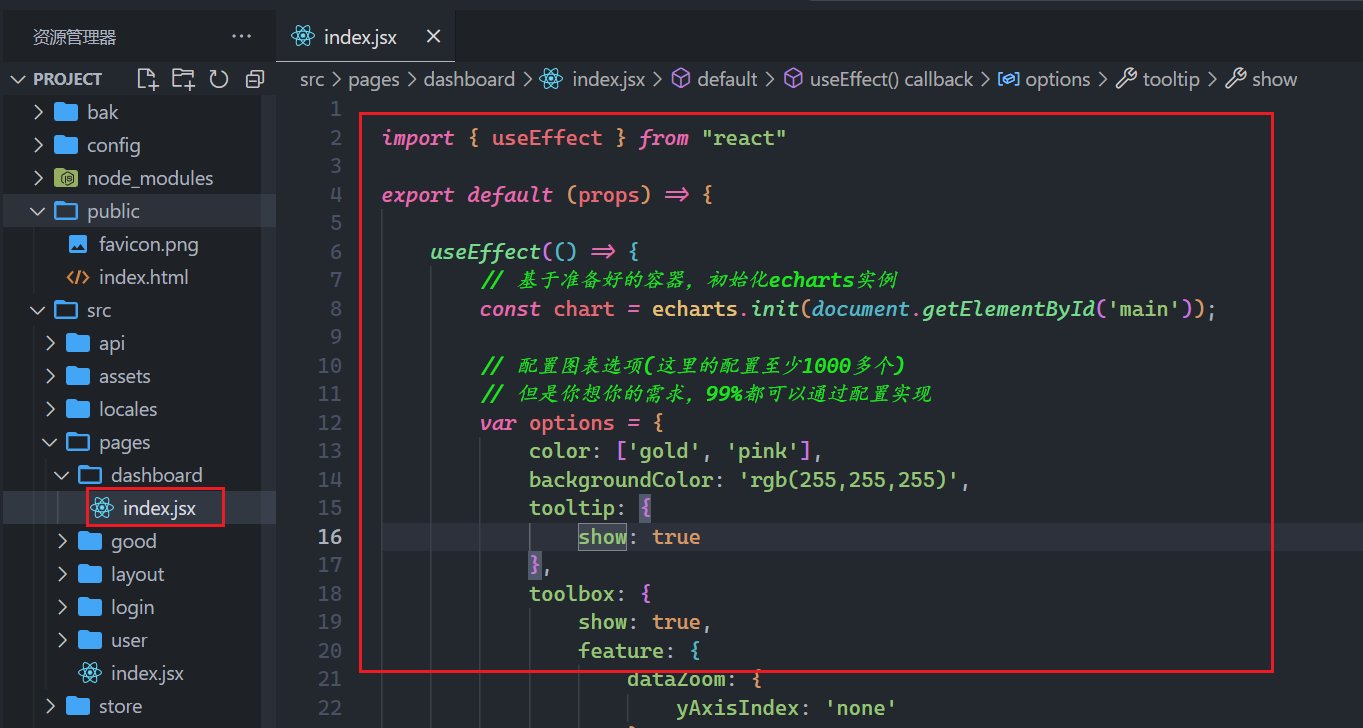 资源管理器 ···
index.jsx ×
PROJECT
src > pages > dashboard > index.jsx > default > useEffect() callback > options > tooltip > show
bak
config
node_modules
public
favicon.png
index.html
src
api
assets
locales
pages
dashboard
index.jsx
good
layout
login
user
index.jsx
store
1
2 import { useEffect } from "react"
3
4 export default (props) => {
5
6 useEffect(() => {
7 // 基于准备好的容器，初始化echarts实例
8 const chart = echarts.init(document.getElementById('main'));
9
10 // 配置图表选项(这里的配置至少1000多个)
11 // 但是你想你的需求，99%都可以通过配置实现
12 var options = {
13 color: ['gold', 'pink'],
14 backgroundColor: 'rgb(255,255,255)',
15 tooltip: {
16 show: true
17 },
18 toolbox: {
19 show: true,
20 feature: {
21 dataZoom: {
22 yAxisIndex: 'none'